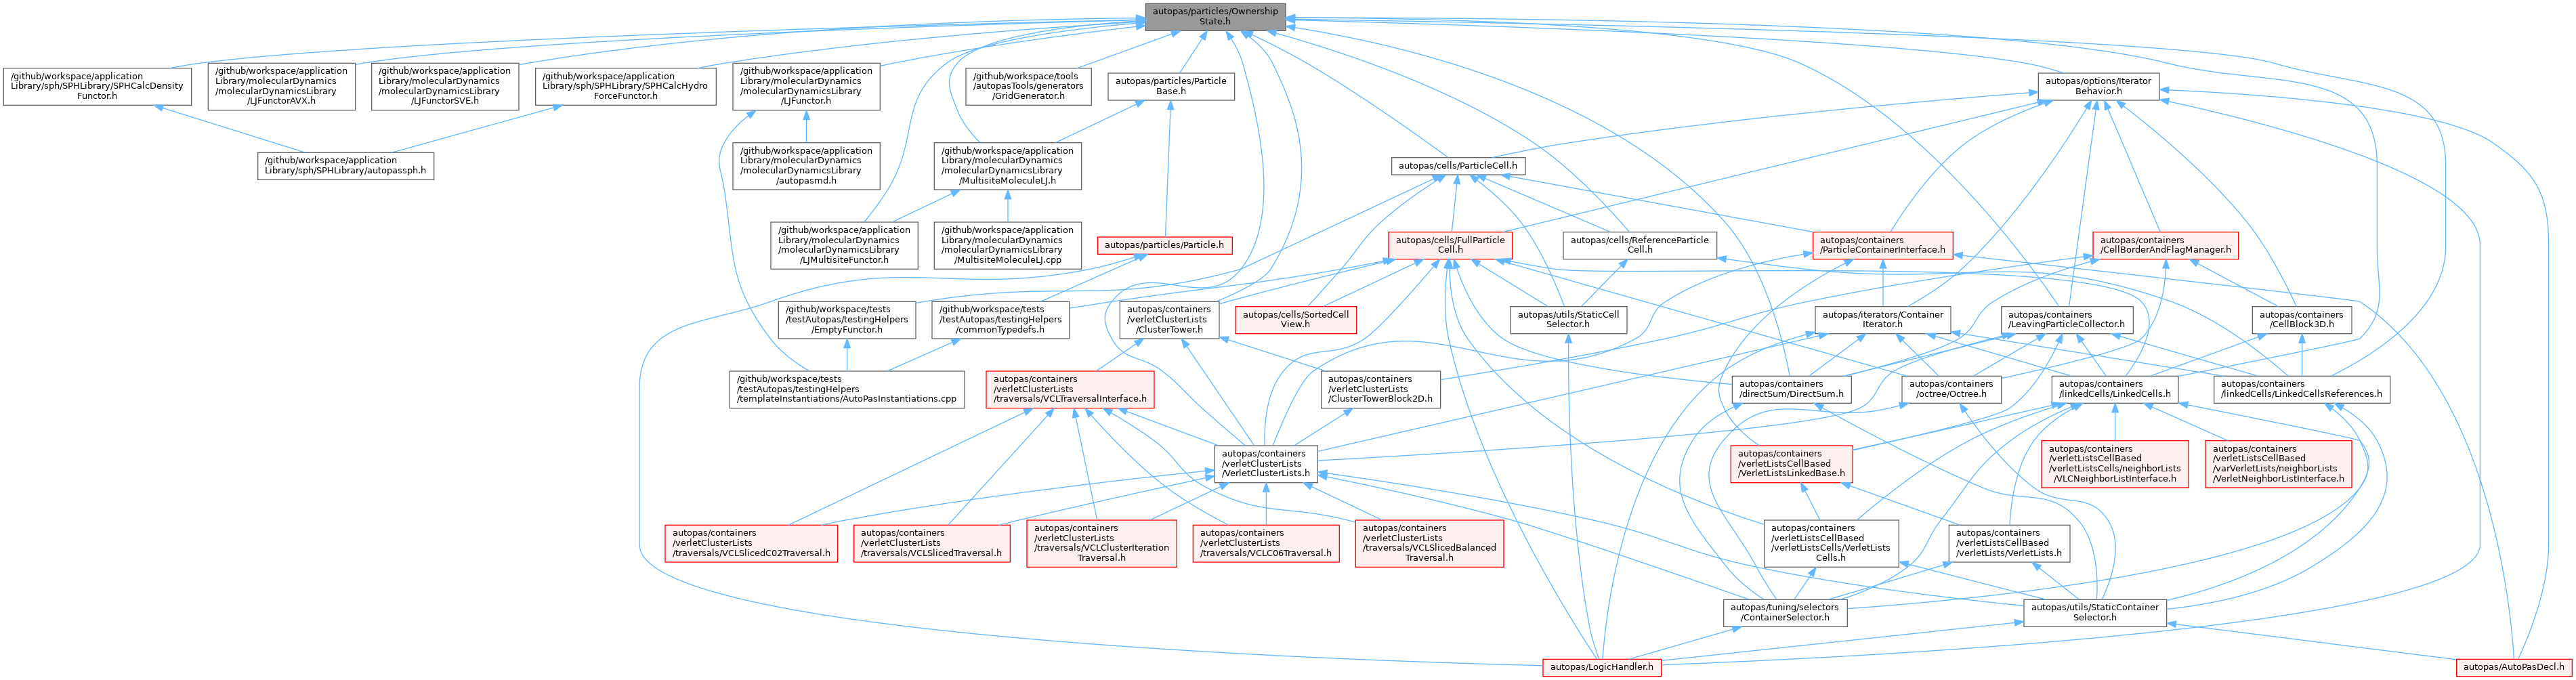 autopas/particles/Ownership
State.h
/github/workspace/application
Library/sph/SPHLibrary/SPHCalcDensity
Functor.h
/github/workspace/application
Library/molecularDynamics
/molecularDynamicsLibrary
/LJFunctorAVX.h
/github/workspace/application
Library/molecularDynamics
/molecularDynamicsLibrary
/LJFunctorSVE.h
/github/workspace/application
Library/sph/SPHLibrary/SPHCalcHydro
ForceFunctor.h
/github/workspace/application
Library/molecularDynamics
/molecularDynamicsLibrary
/LJFunctor.h
/github/workspace/tools
/autopasTools/generators
/GridGenerator.h
autopas/particles/Particle
Base.h
autopas/options/Iterator
Behavior.h
/github/workspace/application
Library/sph/SPHLibrary/autopassph.h
/github/workspace/application
Library/molecularDynamics
/molecularDynamicsLibrary
/autopasmd.h
/github/workspace/application
Library/molecularDynamics
/molecularDynamicsLibrary
/MultisiteMoleculeLJ.h
autopas/cells/ParticleCell.h
/github/workspace/application
Library/molecularDynamics
/molecularDynamicsLibrary
/LJMultisiteFunctor.h
/github/workspace/application
Library/molecularDynamics
/molecularDynamicsLibrary
/MultisiteMoleculeLJ.cpp
autopas/particles/Particle.h
autopas/cells/FullParticle
Cell.h
autopas/cells/ReferenceParticle
Cell.h
autopas/containers
/ParticleContainerInterface.h
autopas/containers
/CellBorderAndFlagManager.h
/github/workspace/tests
/testAutopas/testingHelpers
/EmptyFunctor.h
/github/workspace/tests
/testAutopas/testingHelpers
/commonTypedefs.h
autopas/containers
/verletClusterLists
/ClusterTower.h
autopas/cells/SortedCell
View.h
autopas/utils/StaticCell
Selector.h
autopas/iterators/Container
Iterator.h
autopas/containers
/LeavingParticleCollector.h
autopas/containers
/CellBlock3D.h
/github/workspace/tests
/testAutopas/testingHelpers
/templateInstantiations/AutoPasInstantiations.cpp
autopas/containers
/verletClusterLists
/traversals/VCLTraversalInterface.h
autopas/containers
/verletClusterLists
/ClusterTowerBlock2D.h
autopas/containers
/directSum/DirectSum.h
autopas/containers
/octree/Octree.h
autopas/containers
/linkedCells/LinkedCells.h
autopas/containers
/linkedCells/LinkedCellsReferences.h
autopas/containers
/verletClusterLists
/VerletClusterLists.h
autopas/containers
/verletListsCellBased
/VerletListsLinkedBase.h
autopas/containers
/verletListsCellBased
/verletListsCells/neighborLists
/VLCNeighborListInterface.h
autopas/containers
/verletListsCellBased
/varVerletLists/neighborLists
/VerletNeighborListInterface.h
autopas/containers
/verletClusterLists
/traversals/VCLSlicedC02Traversal.h
autopas/containers
/verletClusterLists
/traversals/VCLSlicedTraversal.h
autopas/containers
/verletClusterLists
/traversals/VCLClusterIteration
Traversal.h
autopas/containers
/verletClusterLists
/traversals/VCLC06Traversal.h
autopas/containers
/verletClusterLists
/traversals/VCLSlicedBalanced
Traversal.h
autopas/containers
/verletListsCellBased
/verletListsCells/VerletLists
Cells.h
autopas/containers
/verletListsCellBased
/verletLists/VerletLists.h
autopas/tuning/selectors
/ContainerSelector.h
autopas/utils/StaticContainer
Selector.h
autopas/LogicHandler.h
autopas/AutoPasDecl.h